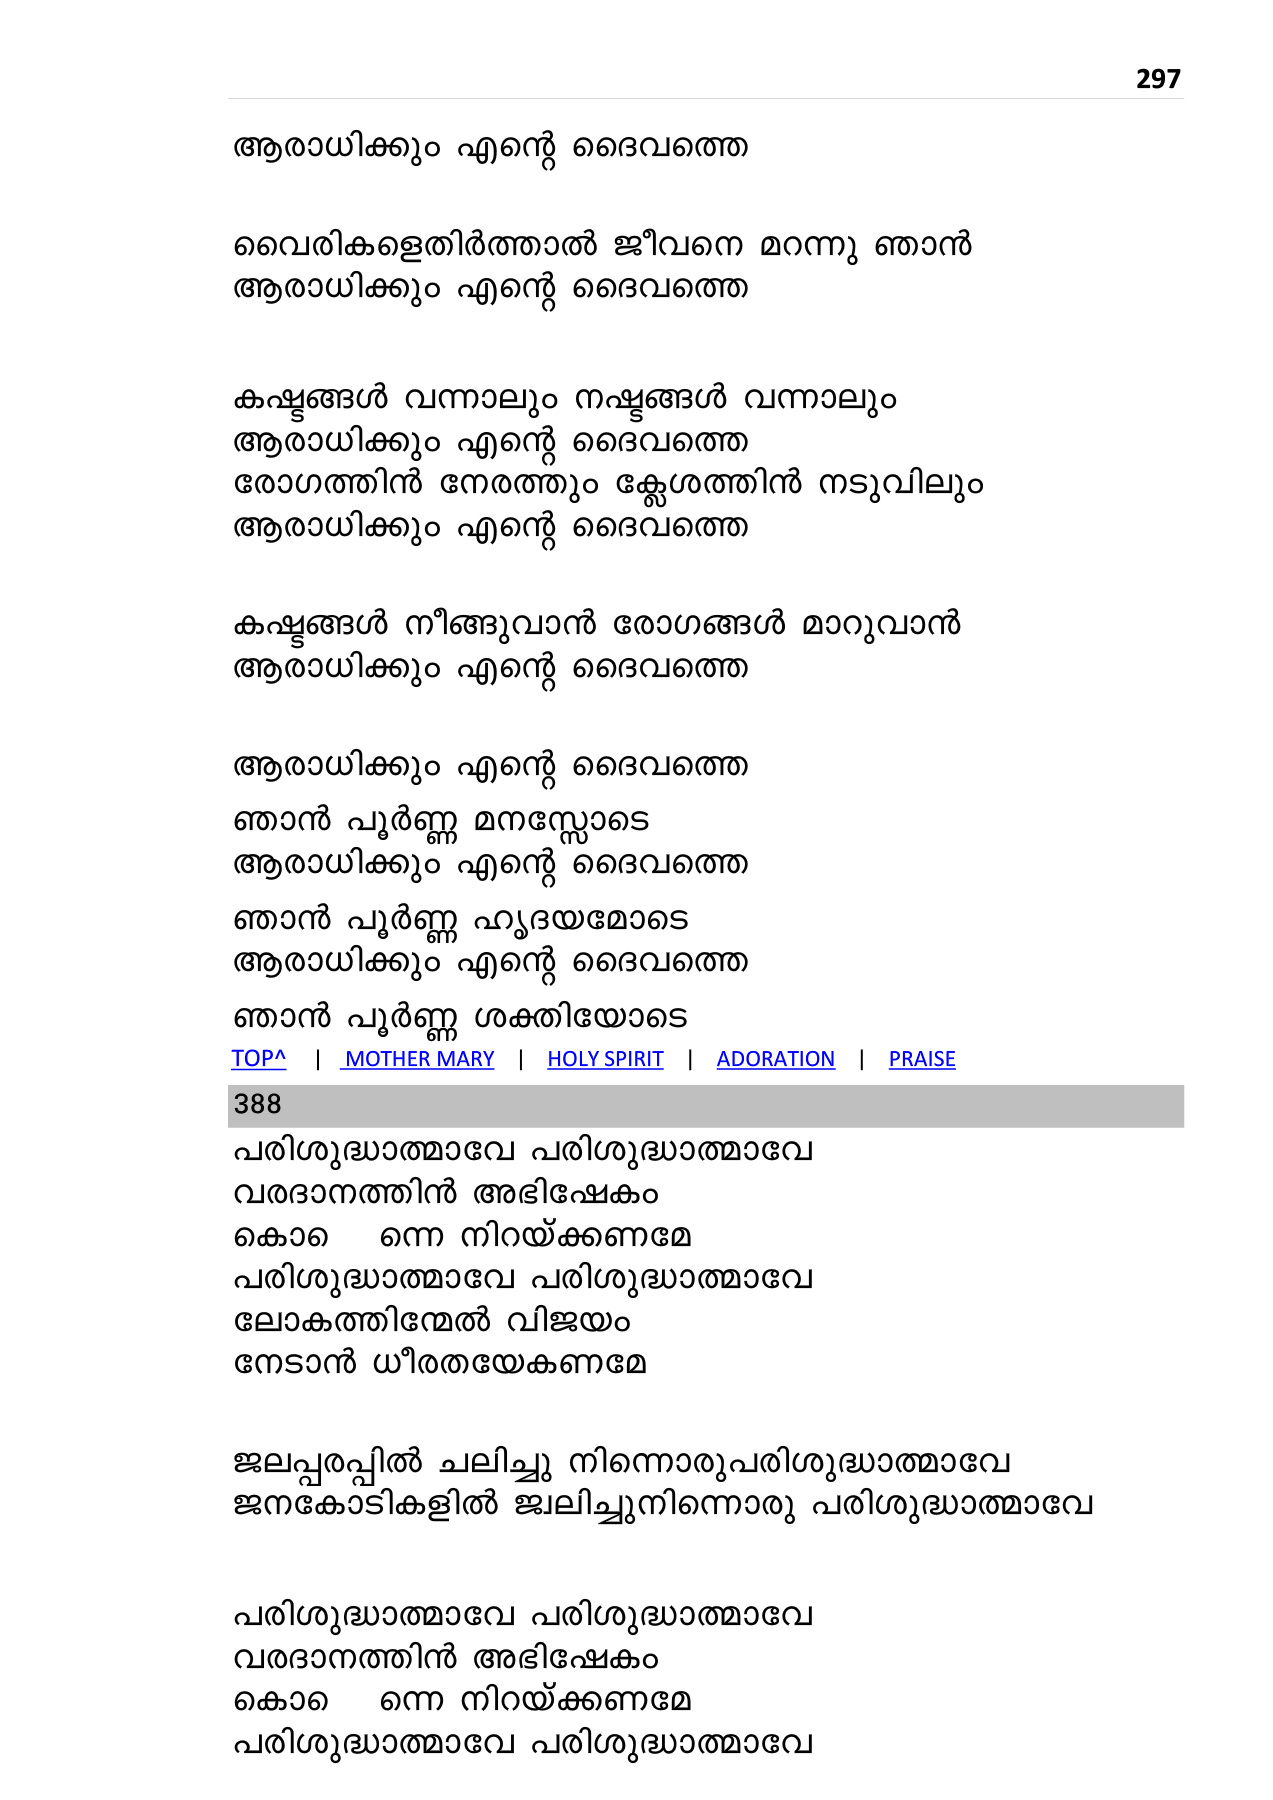 297
ആരാധിക്കും എന്റെ ദൈവത്തെ
വൈരികളെതിർത്താൽ ജീവനെ മറന്നു ഞാൻ
ആരാധിക്കും എന്റെ ദൈവത്തെ
കഷ്ടങ്ങൾ വന്നാലും നഷ്ടങ്ങൾ വന്നാലും
ആരാധിക്കും എന്റെ ദൈവത്തെ
രോഗത്തിൻ നേരത്തും ക്ലേശത്തിൻ നടുവിലും
ആരാധിക്കും എന്റെ ദൈവത്തെ
കഷ്ടങ്ങൾ നീങ്ങുവാൻ രോഗങ്ങൾ മാറുവാൻ
ആരാധിക്കും എന്റെ ദൈവത്തെ
ആരാധിക്കും എന്റെ ദൈവത്തെ
ഞാൻ പൂർണ്ണ മനസ്സോടെ
ആരാധിക്കും എന്റെ ദൈവത്തെ
ഞാൻ പൂർണ്ണ ഹൃദയമോടെ
ആരാധിക്കും എന്റെ ദൈവത്തെ
ഞാൻ പൂർണ്ണ ശക്തിയോടെ
TOP^ | MOTHER MARY | HOLY SPIRIT | ADORATION | PRAISE
388
പരിശുദ്ധാത്മാവേ പരിശുദ്ധാത്മാവേ
വരദാനത്തിൻ അഭിഷേകം
കൊ െ ന്നെ നിറയ്ക്കണമേ
പരിശുദ്ധാത്മാവേ പരിശുദ്ധാത്മാവേ
ലോകത്തിന്മേൽ വിജയം
നേടാൻ ധീരതയേകണമേ
ജലപ്പരപ്പിൽ ചലിച്ചു നിന്നൊരുപരിശുദ്ധാത്മാവേ
ജനകോടികളിൽ ജ്വലിച്ചുനിന്നൊരു പരിശുദ്ധാത്മാവേ
പരിശുദ്ധാത്മാവേ പരിശുദ്ധാത്മാവേ
വരദാനത്തിൻ അഭിഷേകം
കൊ െ ന്നെ നിറയ്ക്കണമേ
പരിശുദ്ധാത്മാവേ പരിശുദ്ധാത്മാവേ